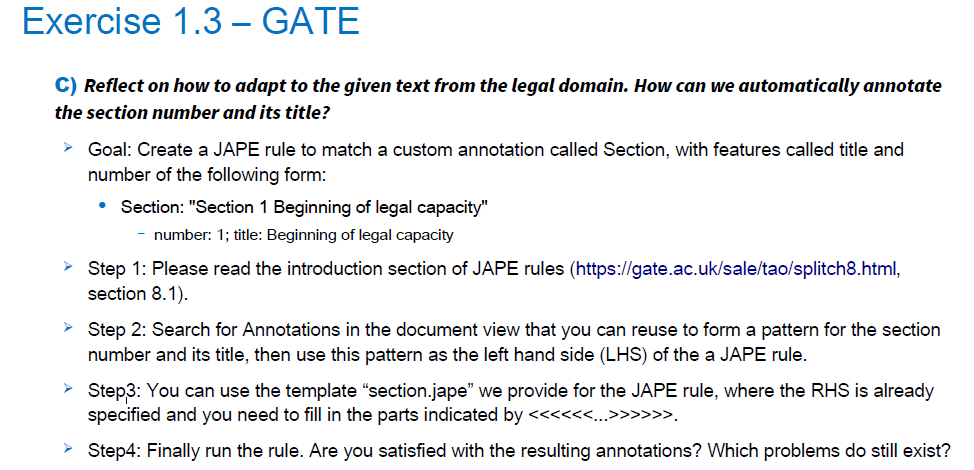 Exercise 1.3 – GATE
C) Reflect on how to adapt to the given text from the legal domain. How can we automatically annotate
the section number and its title?
➢ Goal: Create a JAPE rule to match a custom annotation called Section, with features called title and
number of the following form:
• Section: "Section 1 Beginning of legal capacity"
– number: 1; title: Beginning of legal capacity
➢ Step 1: Please read the introduction section of JAPE rules (https://gate.ac.uk/sale/tao/splitch8.html,
section 8.1).
➢ Step 2: Search for Annotations in the document view that you can reuse to form a pattern for the section
number and its title, then use this pattern as the left hand side (LHS) of the a JAPE rule.
➢ Step3: You can use the template “section.jape” we provide for the JAPE rule, where the RHS is already
specified and you need to fill in the parts indicated by <<<<<<...>>>>>>.
➢ Step4: Finally run the rule. Are you satisfied with the resulting annotations? Which problems do still exist?